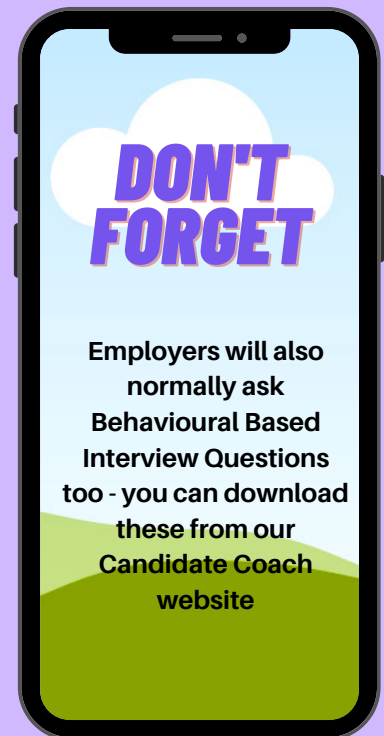 DON'T
FORGET
Employers will also
normally ask
Behavioural Based
Interview Questions
too - you can download
these from our
Candidate Coach
website